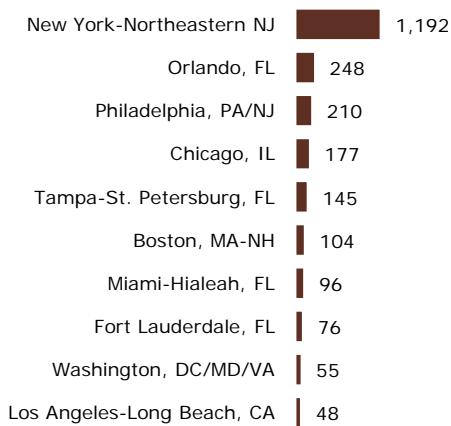 New York-Northeastern NJ 1,192
Orlando, FL 248
Philadelphia, PA/NJ 210
Chicago, IL 177
Tampa-St. Petersburg, FL 145
Boston, MA-NH 104
Miami-Hialeah, FL 96
Fort Lauderdale, FL 76
Washington, DC/MD/VA 55
Los Angeles-Long Beach, CA 48